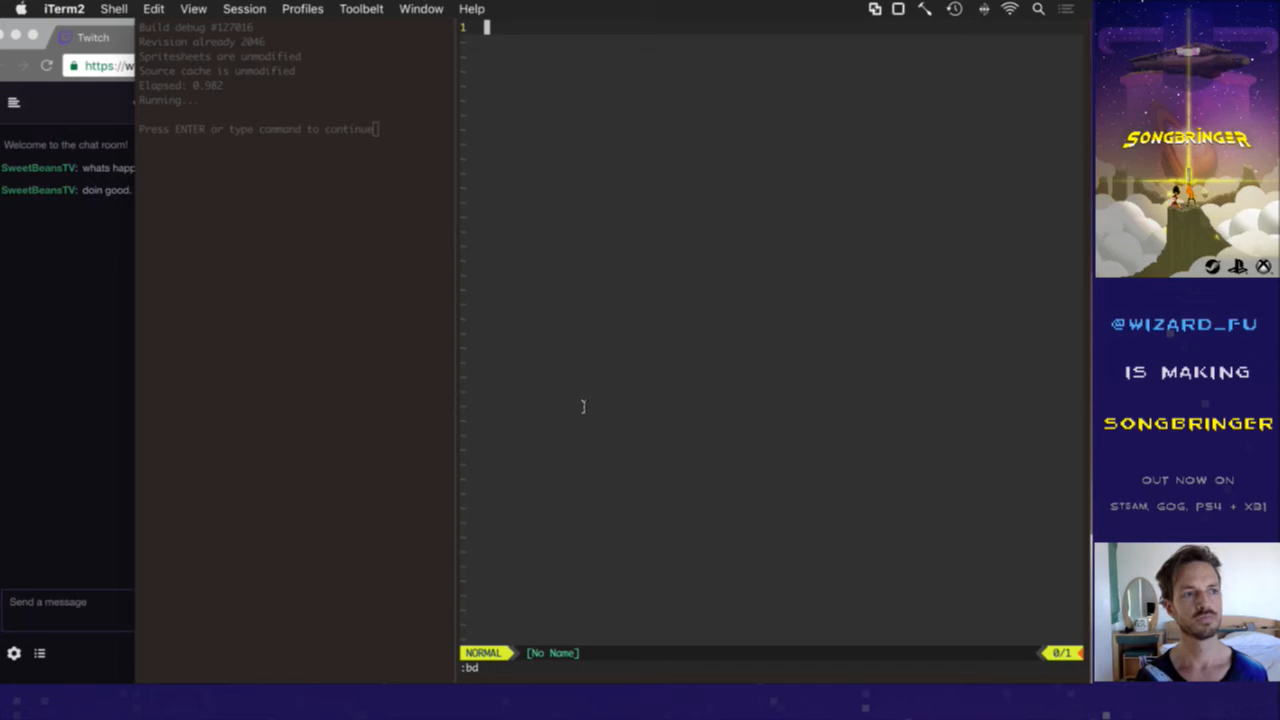 iTerm2 Shell Edit View Session Profiles Toolbelt Window Help
Twitch
https://w
Welcome to the chat room!
SweetBeansTV: whats happ
SweetBeansTV: doin good.
Send a message
Build debug #127016
Revision already 2046
Spritesheets are unmodified
Source cache is unmodified
Elapsed: 0.982
Running...
Press ENTER or type command to continue
1
NORMAL [No Name] 0/1
:bd
SONGBRINGER
@WIZARD_FU
IS MAKING
SONGBRINGER
OUT NOW ON
STEAM, GOG, PS4 + XB1